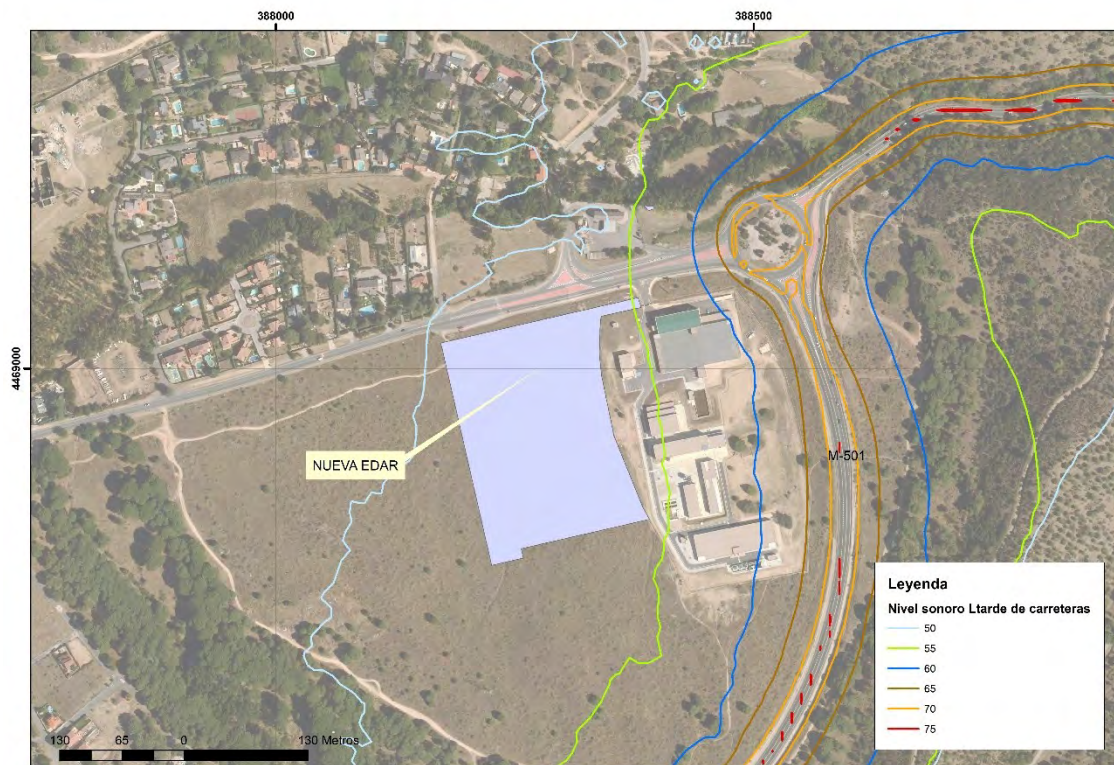 388000
388500
4469000
NUEVA EDAR
M-501
Leyenda
Nivel sonoro Ltarde de carreteras
50
55
60
65
70
75
130 65 0 130 Metros